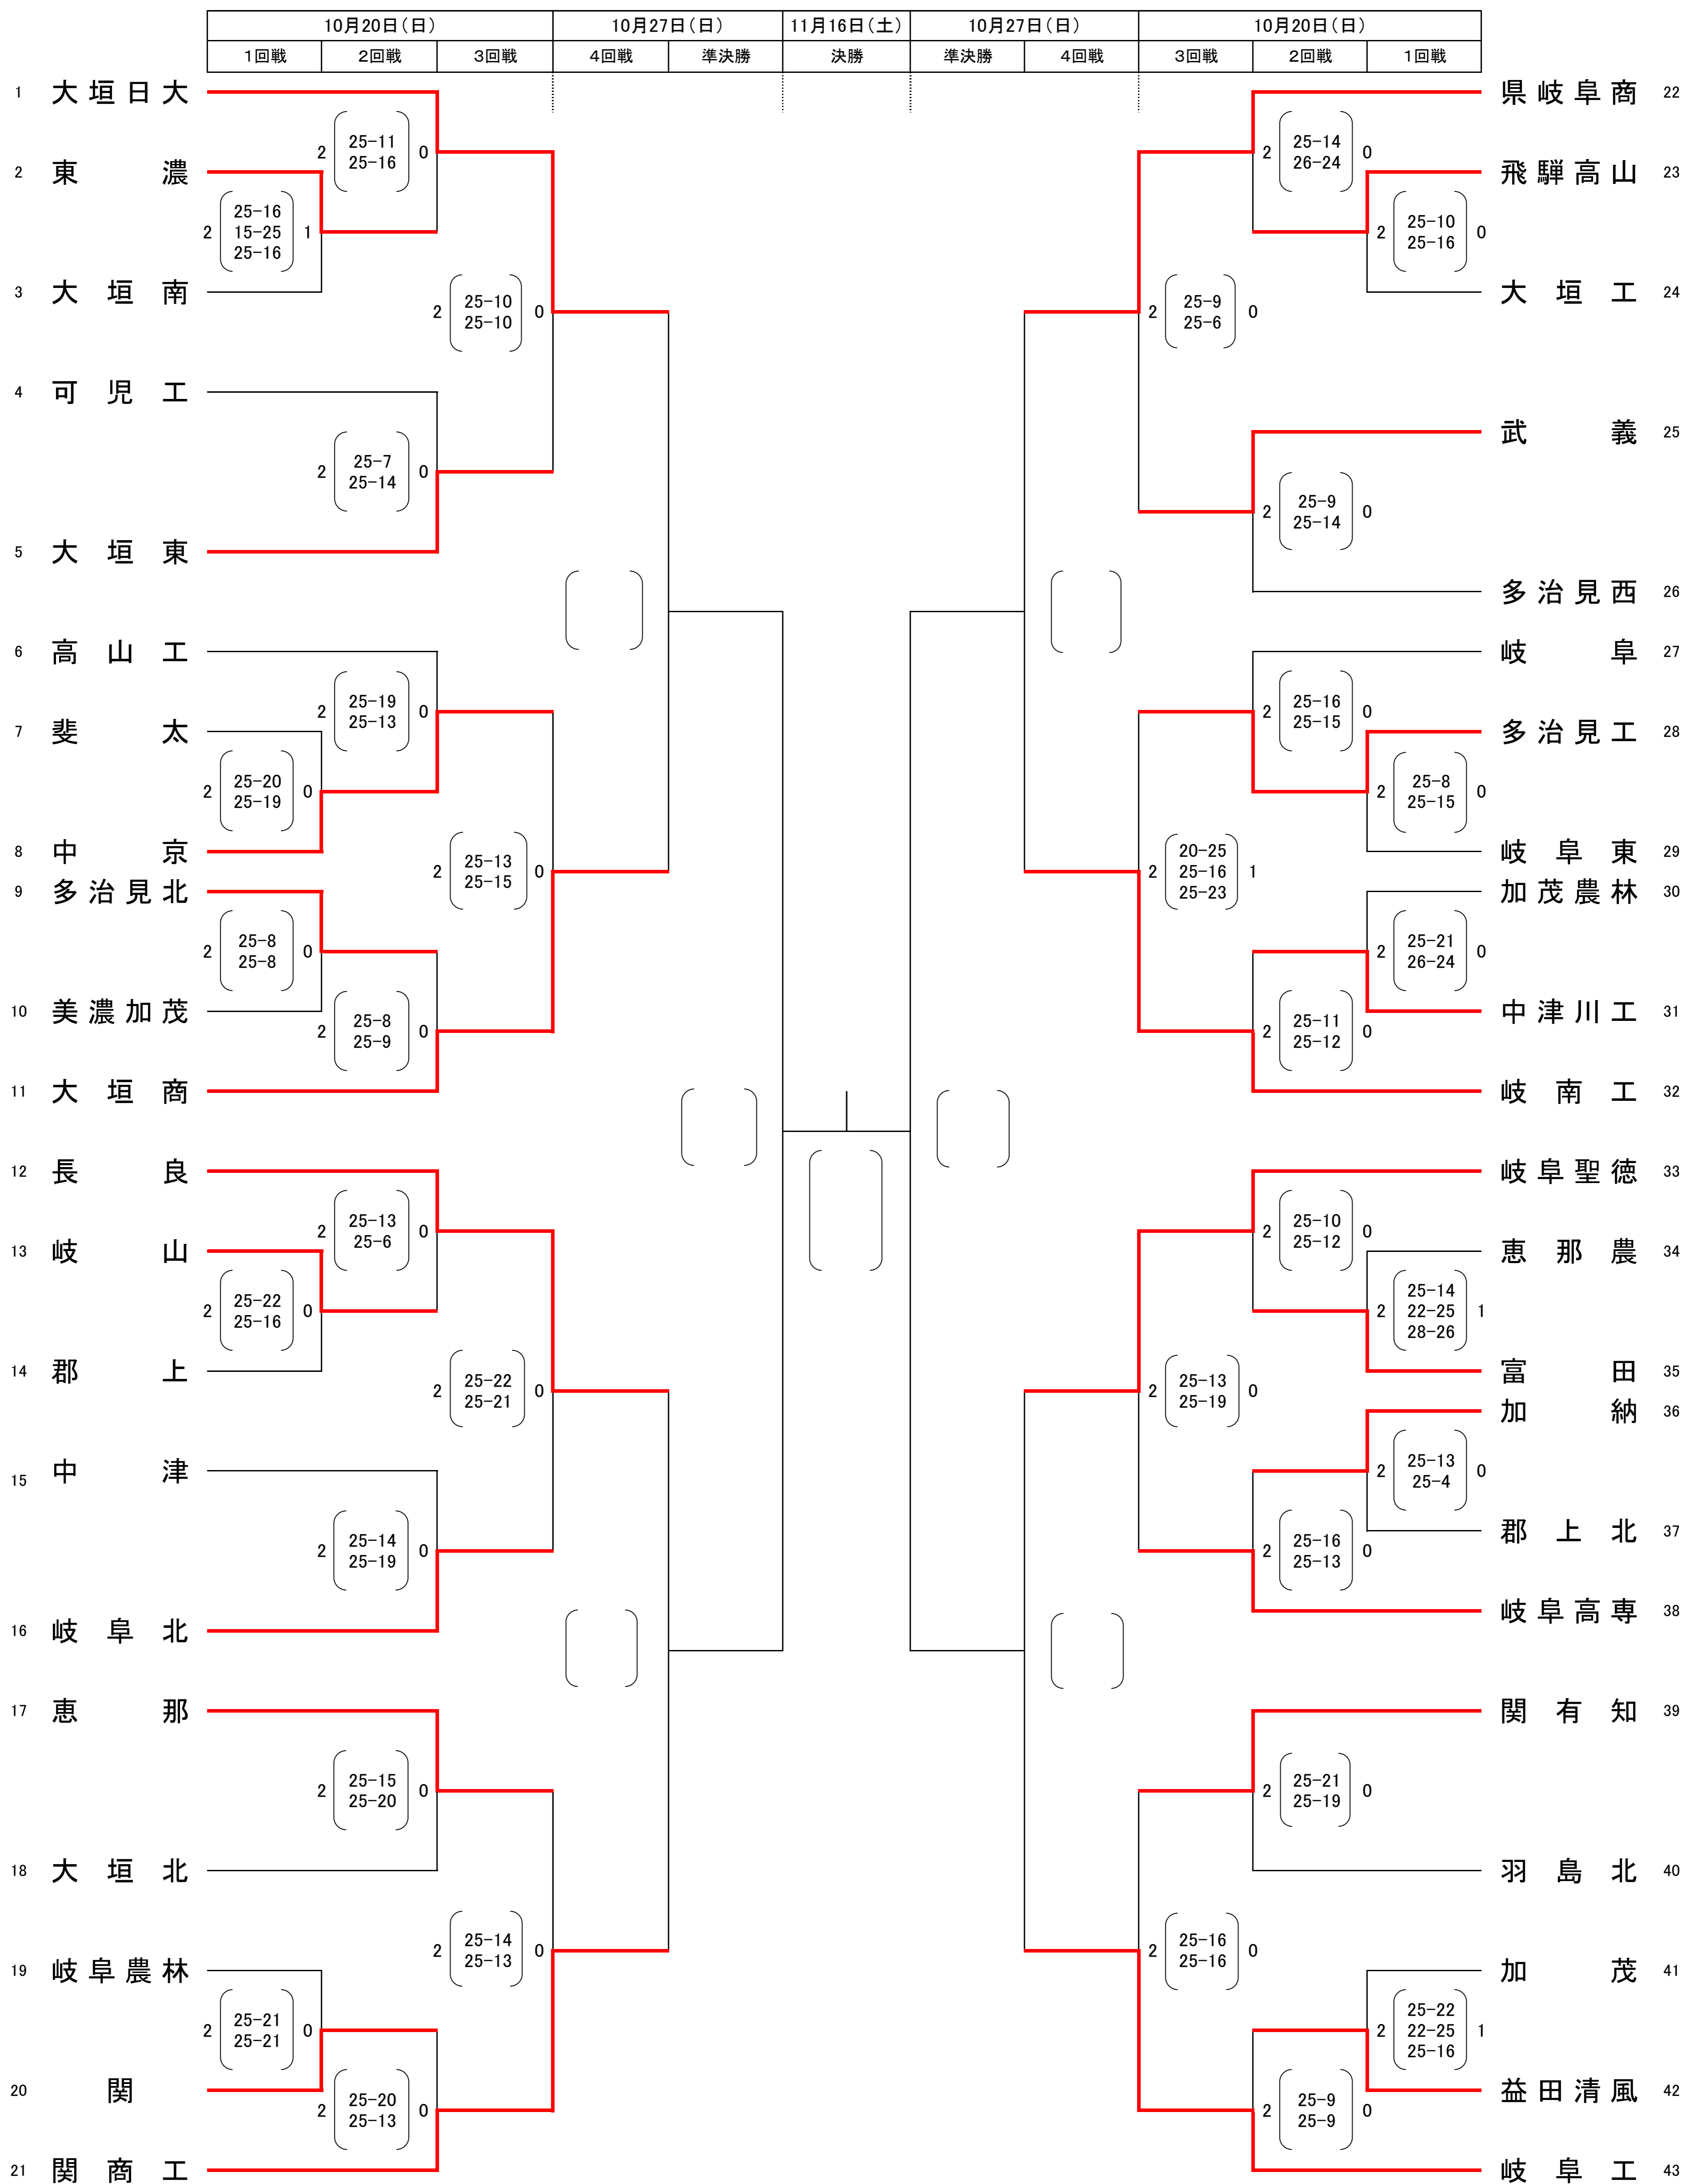 10月20日(日) 10月27日(日) 11月16日(土) 10月27日(日) 10月20日(日)
1回戦 2回戦 3回戦 4回戦 準決勝 決勝 準決勝 4回戦 3回戦 2回戦 1回戦
1 大垣日大 県岐阜商 22
2 25-11 0 2 25-14 0
25-16 26-24
2 東濃 飛騨高山 23
25-16 25-10
2 15-25 1 2 25-16 0
25-16
3 大垣南 大垣工 24
2 25-10 0 2 25-9 0
25-10 25-6
4 可児工
武義 25
2 25-7 0
25-14
2 25-9 0
25-14
5 大垣東
多治見西 26
6 高山工 岐阜 27
2 25-19 0 2 25-16 0
25-13 25-15
7 斐太 多治見工 28
2 25-20 0 2 25-8 0
25-19 25-15
8 中京 岐阜東 29
2 25-13 0 2 20-25 1
25-15 25-16
25-23
9 多治見北 加茂農林 30
2 25-8 0 2 25-21 0
25-8 26-24
10 美濃加茂 中津川工 31
2 25-8 0 2 25-11 0
25-9 25-12
11 大垣商 岐南工 32
12 長良 岐阜聖徳 33
2 25-13 0 2 25-10 0
25-6 25-12
13 岐山 恵那農 34
2 25-22 0 2 25-14 1
25-16 22-25
28-26
14 郡上 富田 35
2 25-22 0 2 25-13 0
25-21 25-19
加納 36
15 中津
2 25-13 0
25-4
2 25-14 0 2 25-16 0
25-19 25-13
郡上北 37
16 岐阜北 岐阜高専 38
17 恵那 関有知 39
2 25-15 0 2 25-21 0
25-20 25-19
18 大垣北 羽島北 40
2 25-14 0 2 25-16 0
25-13 25-16
19 岐阜農林 加茂 41
2 25-21 0 2 25-22 1
25-21 22-25
25-16
20 関 益田清風 42
2 25-20 0 2 25-9 0
25-13 25-9
21 関商工 岐阜工 43